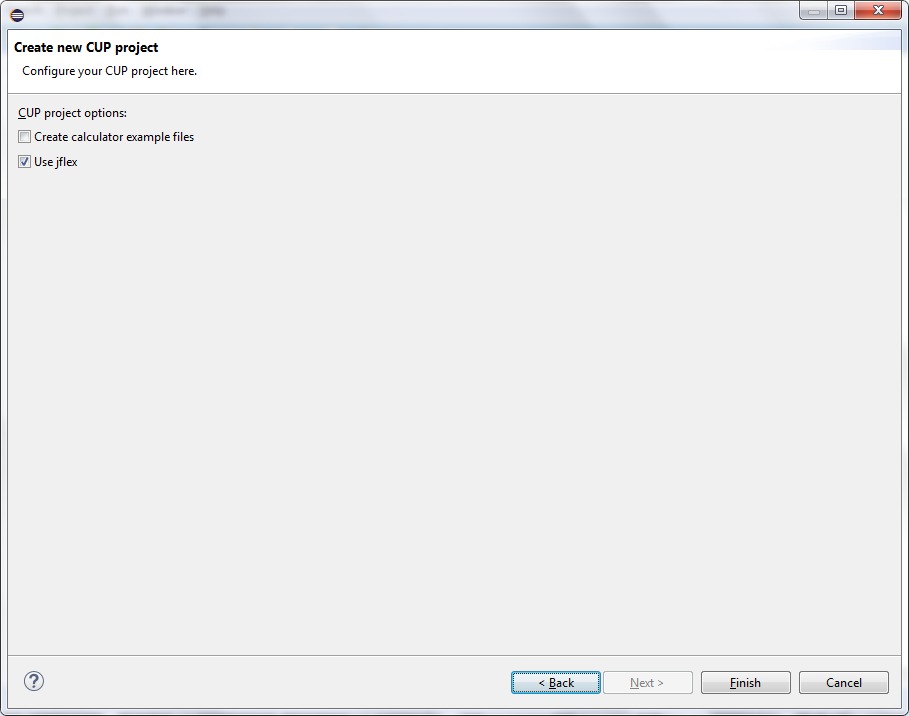 Create new CUP project
Configure your CUP project here.
CUP project options:
Create calculator example files
Use jflex
?
< Back
Next >
Finish
Cancel